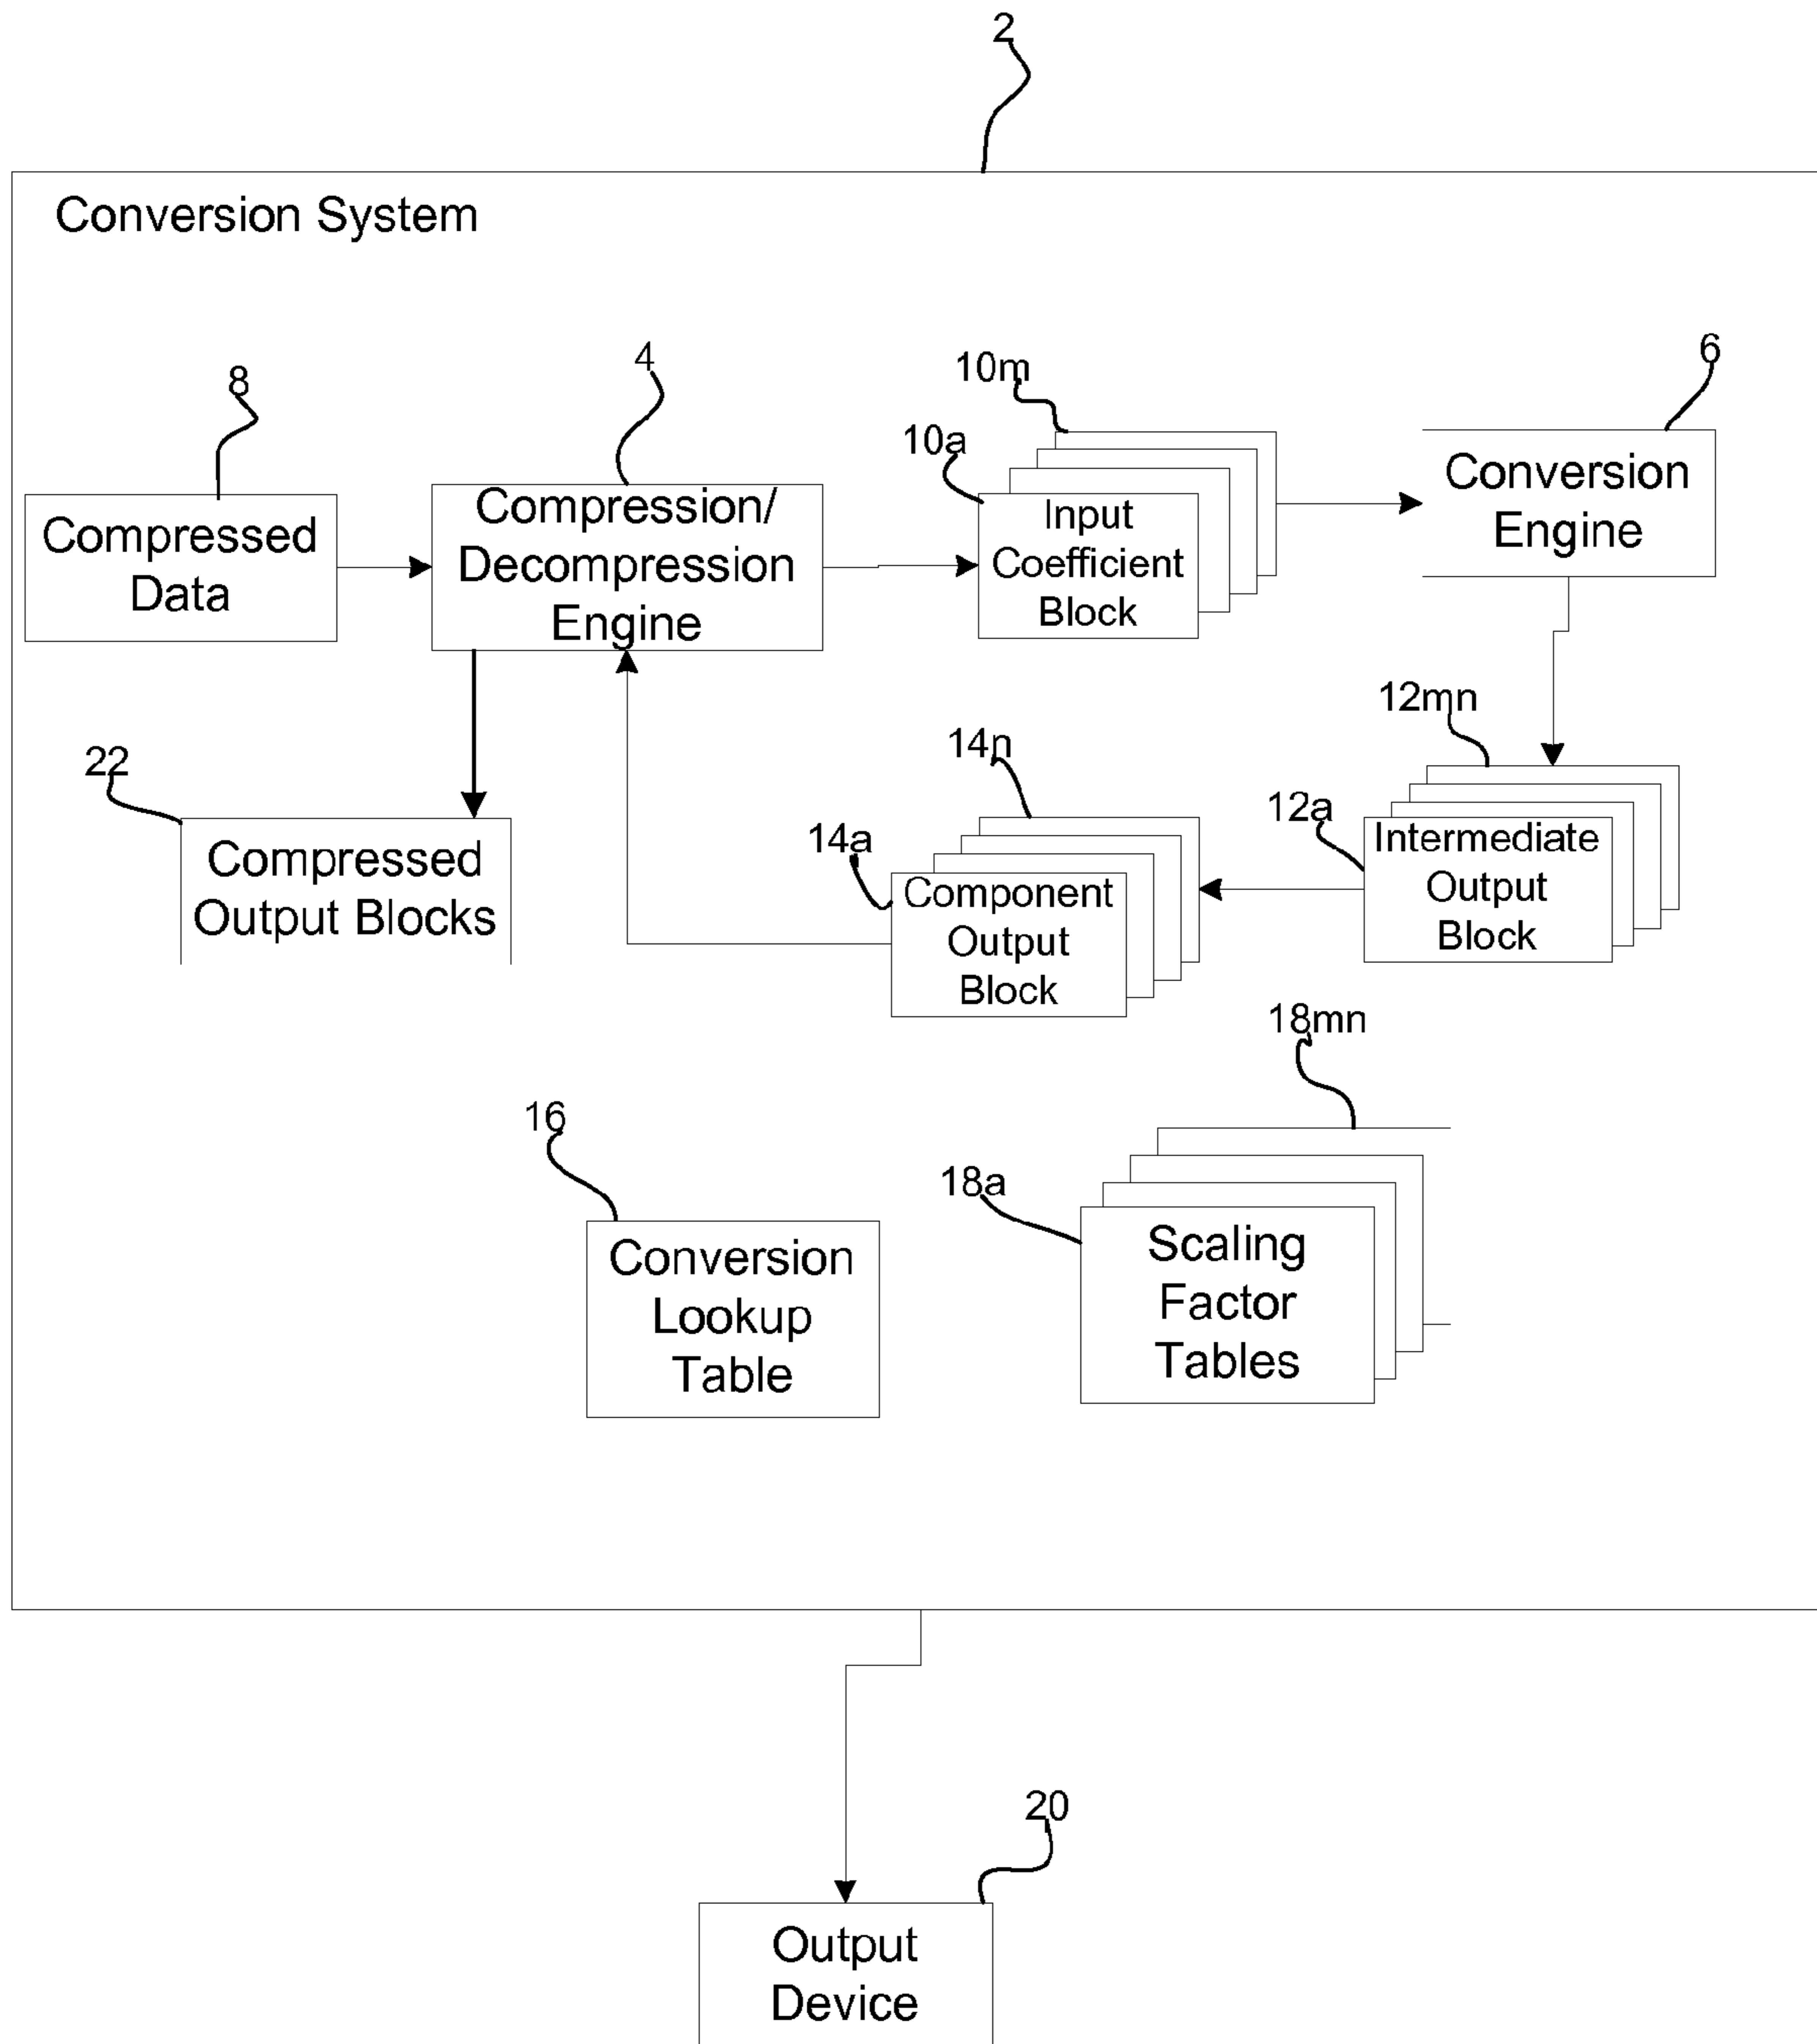 2
Conversion System
8
4
10m
10a
6
Compressed
Data
Compression/
Decompression
Engine
Input
Coefficient
Block
Conversion
Engine
22
14n
14a
12mn
12a
Compressed
Output Blocks
Component
Output
Block
Intermediate
Output
Block
16
18mn
18a
Conversion
Lookup
Table
Scaling
Factor
Tables
20
Output
Device